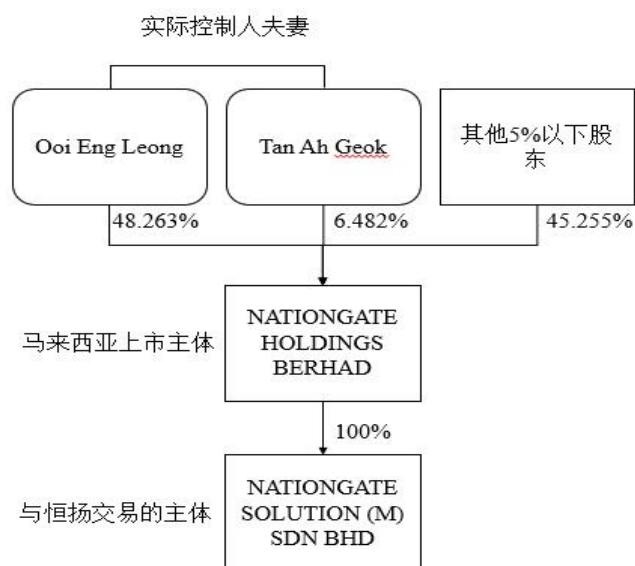 实际控制人夫妻
Ooi Eng Leong
Tan Ah Geok
其他5%以下股
东
48.263%
6.482%
45.255%
马来西亚上市主体
NATIONGATE
HOLDINGS
BERHAD
100%
与恒扬交易的主体
NATIONGATE
SOLUTION (M)
SDN BHD